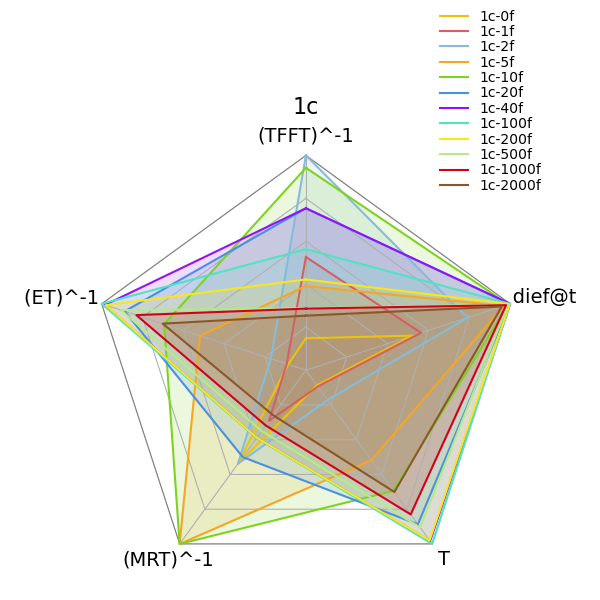 1c-0f
1c-1f
1c-2f
1c-5f
1c-10f
1c-20f
1c-40f
1c-100f
1c-200f
1c-500f
1c-1000f
1c-2000f
1c
(TFFT)^-1
(ET)^-1
dief@t
(MRT)^-1
T